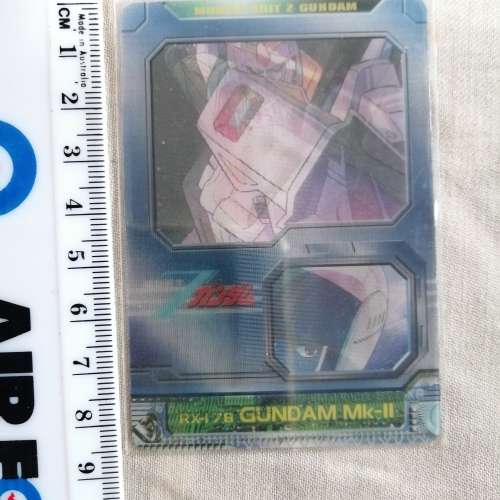 MOBILE SUIT Z GUNDAM
Ζガンダム
RX-178 GUNDAM Mk-II
Made in Australia
CM
1
2
3
4
5
6
7
8
9